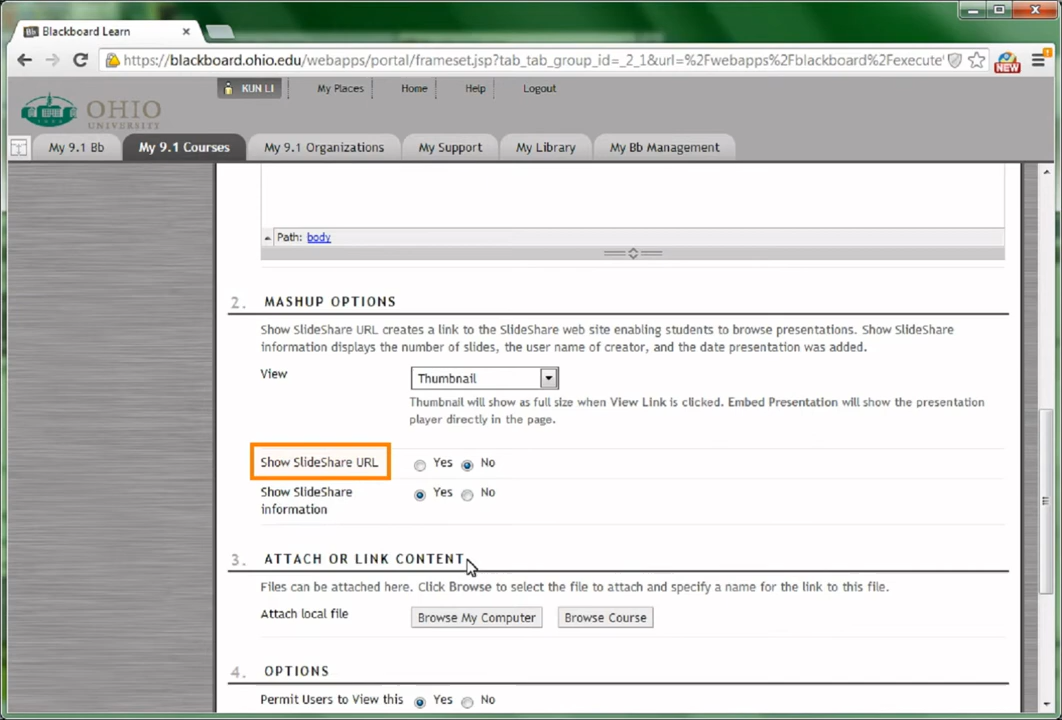 Blackboard Learn
https://blackboard.ohio.edu/webapps/portal/frameset.jsp?tab_tab_group_id=_2_1&url=%2Fwebapps%2Fblackboard%2Fexecute'
NEW
KUN LI My Places Home Help Logout
OHIO
UNIVERSITY
My 9.1 Bb My 9.1 Courses My 9.1 Organizations My Support My Library My Bb Management
Path: body
2. MASHUP OPTIONS
Show SlideShare URL creates a link to the SlideShare web site enabling students to browse presentations. Show SlideShare
information displays the number of slides, the user name of creator, and the date presentation was added.
View Thumbnail
Thumbnail will show as full size when View Link is clicked. Embed Presentation will show the presentation
player directly in the page.
Show SlideShare URL Yes No
Show SlideShare Yes No
information
3. ATTACH OR LINK CONTENT
Files can be attached here. Click Browse to select the file to attach and specify a name for the link to this file.
Attach local file Browse My Computer Browse Course
4. OPTIONS
Permit Users to View this Yes No